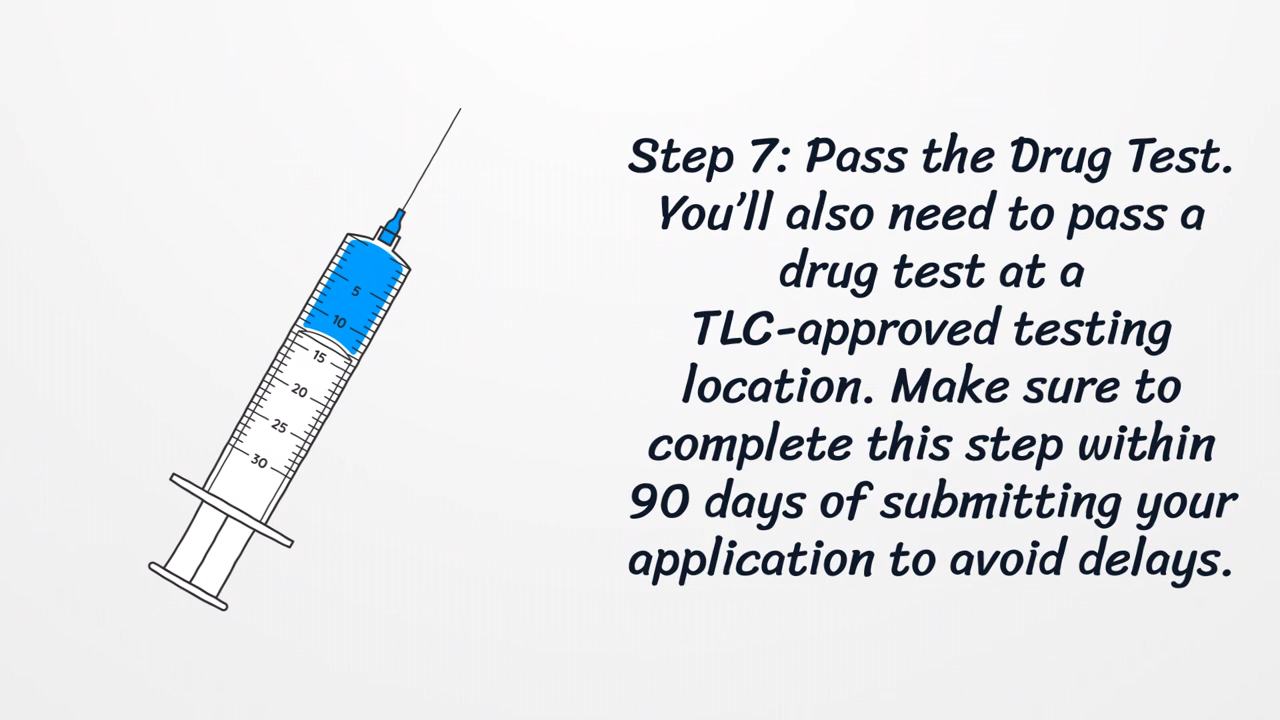 Step 7: Pass the Drug Test.
You'll also need to pass a
drug test at a
TLC-approved testing
location. Make sure to
complete this step within
90 days of submitting your
application to avoid delays.
5
10
15
20
25
30